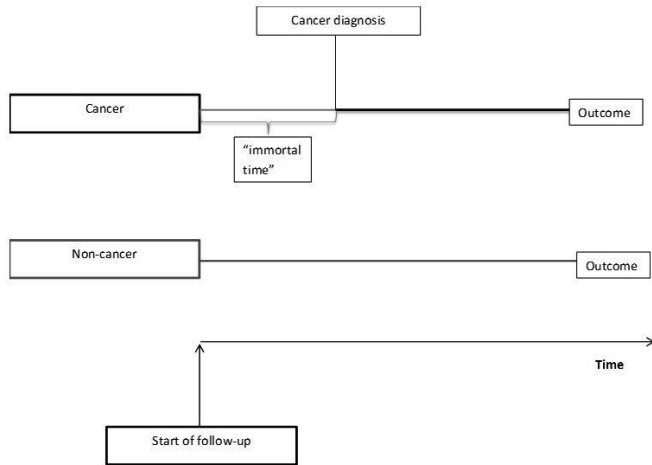 Cancer diagnosis
Cancer
Outcome
“immortal
time”
Non-cancer
Outcome
Time
Start of follow-up